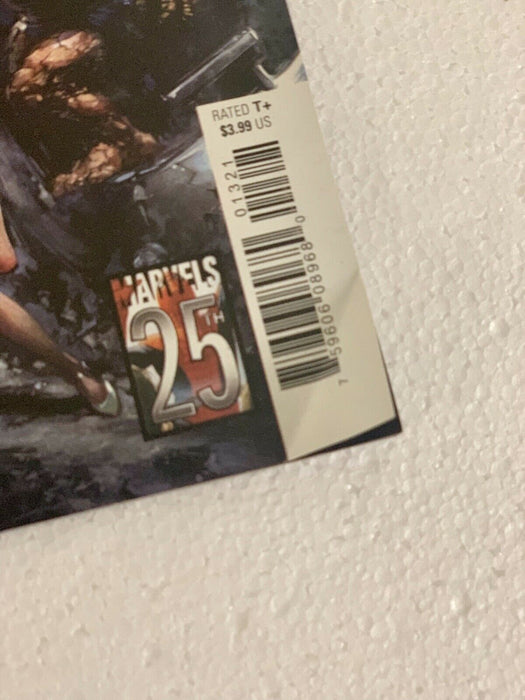 RATED T+
$3.99 US
01321
7 59606 08968 0
MARVELS
25TH